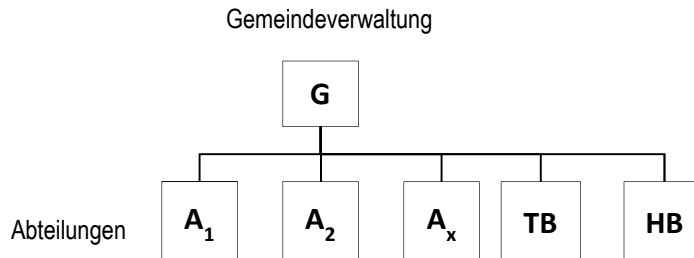 Gemeindeverwaltung
G
Abteilungen A₁ A₂ Aₓ TB HB